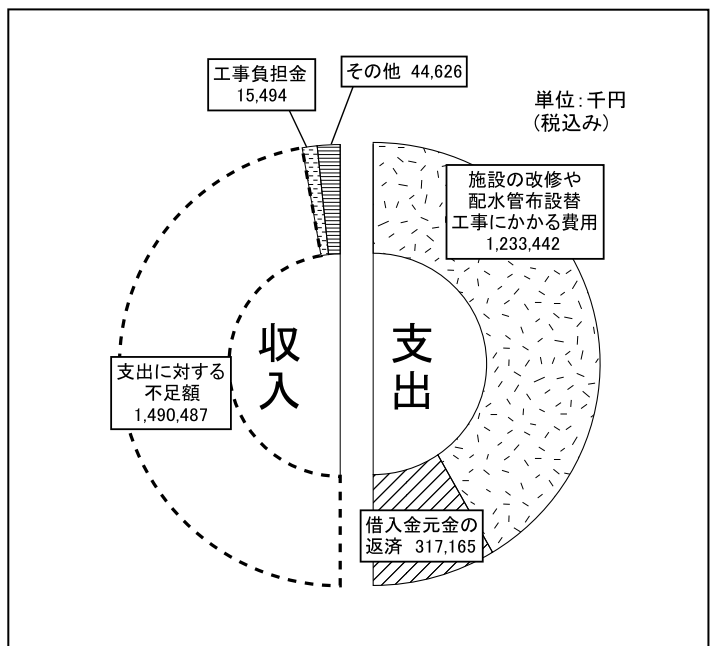 工事負担金
15,494
その他 44,626
単位:千円
(税込み)
施設の改修や
配水管布設替
工事にかかる費用
1,233,442
収入
支出
支出に対する
不足額
1,490,487
借入金元金の
返済 317,165